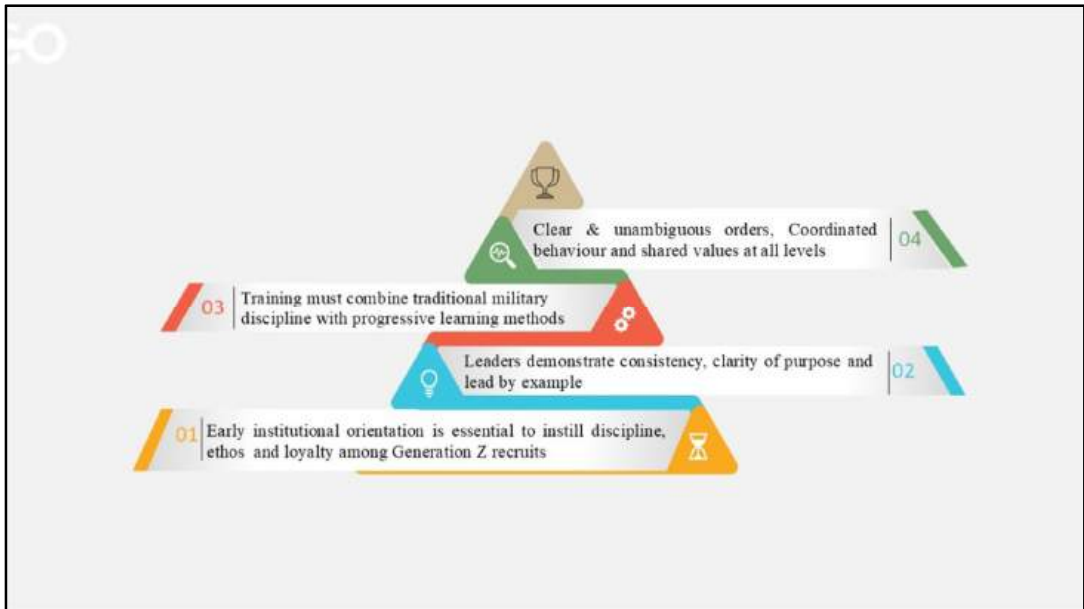 Clear & unambiguous orders, Coordinated
behaviour and shared values at all levels
04
03
Training must combine traditional military
discipline with progressive learning methods
Leaders demonstrate consistency, clarity of purpose and
lead by example
02
01
Early institutional orientation is essential to instill discipline,
ethos and loyalty among Generation Z recruits